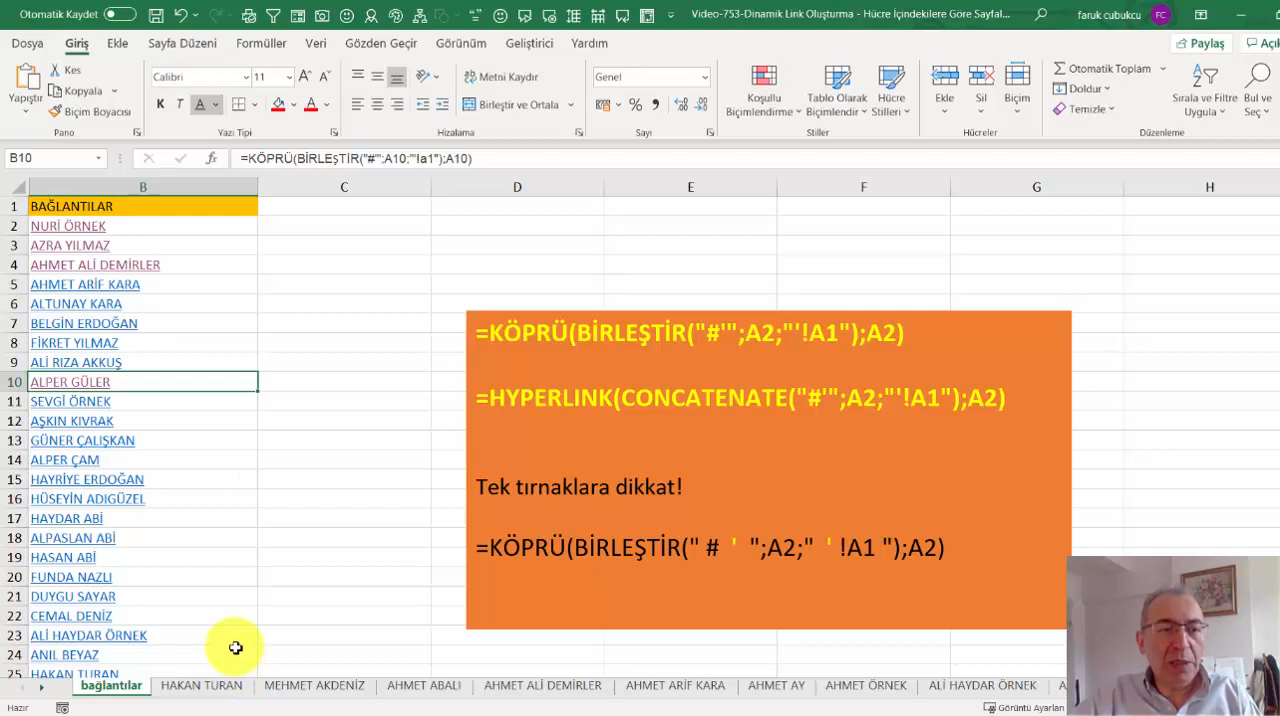 Otomatik Kaydet
Video-753-Dinamik Link Oluşturma - Hücre İçine Göre Sayfa...
faruk cubukcu
FC
Dosya
Giriş
Ekle
Sayfa Düzeni
Formüller
Veri
Gözden Geçir
Görünüm
Geliştirici
Yardım
Paylaş
Yapıştır
Kes
Kopyala
Biçim Boyacısı
Calibri
11
K
T
A
Metni Kaydır
Birleştir ve Ortala
Genel
%
Koşullu
Biçimlendirme
Tablo Olarak
Biçimlendir
Hücre
Stilleri
Ekle
Sil
Biçim
Otomatik Toplam
Doldur
Temizle
Sırala ve Filtre
Uygula
Bul ve
Seç
Pano
Yazı Tipi
Hizalama
Sayı
Stiller
Hücreler
Düzenleme
B10
=KÖPRÜ(BİRLEŞTİR("#'";A10;"'!a1");A10)
B C D E F G H
1 BAĞLANTILAR
2 NURİ ÖRNEK
3 AZRA YILMAZ
4 AHMET ALİ DEMİRLER
5 AHMET ARİF KARA
6 ALTUNAY KARA
7 BELGİN ERDOĞAN
8 FİKRET YILMAZ
9 ALİ RIZA AKKUŞ
10 ALPER GÜLER
11 SEVGİ ÖRNEK
12 AŞKIN KIVRAK
13 GÜNER ÇALIŞKAN
14 ALPER ÇAM
15 HAYRİYE ERDOĞAN
16 HÜSEYİN ADIGÜZEL
17 HAYDAR ABİ
18 ALPASLAN ABİ
19 HASAN ABİ
20 FUNDA NAZLI
21 DUYGU SAYAR
22 CEMAL DENİZ
23 ALİ HAYDAR ÖRNEK
24 ANIL BEYAZ
25 HAKAN TURAN
=KÖPRÜ(BİRLEŞTİR("#'";A2;"'!A1");A2)
=HYPERLINK(CONCATENATE("#'";A2;"'!A1");A2)
Tek tırnaklara dikkat!
=KÖPRÜ(BİRLEŞTİR(" # ' ";A2;" ' !A1 ");A2)
bağlantılar
HAKAN TURAN
MEHMET AKDENİZ
AHMET ABALI
AHMET ALİ DEMİRLER
AHMET ARİF KARA
AHMET AY
AHMET ÖRNEK
ALİ HAYDAR ÖRNEK
Hazır
Görüntü Ayarları